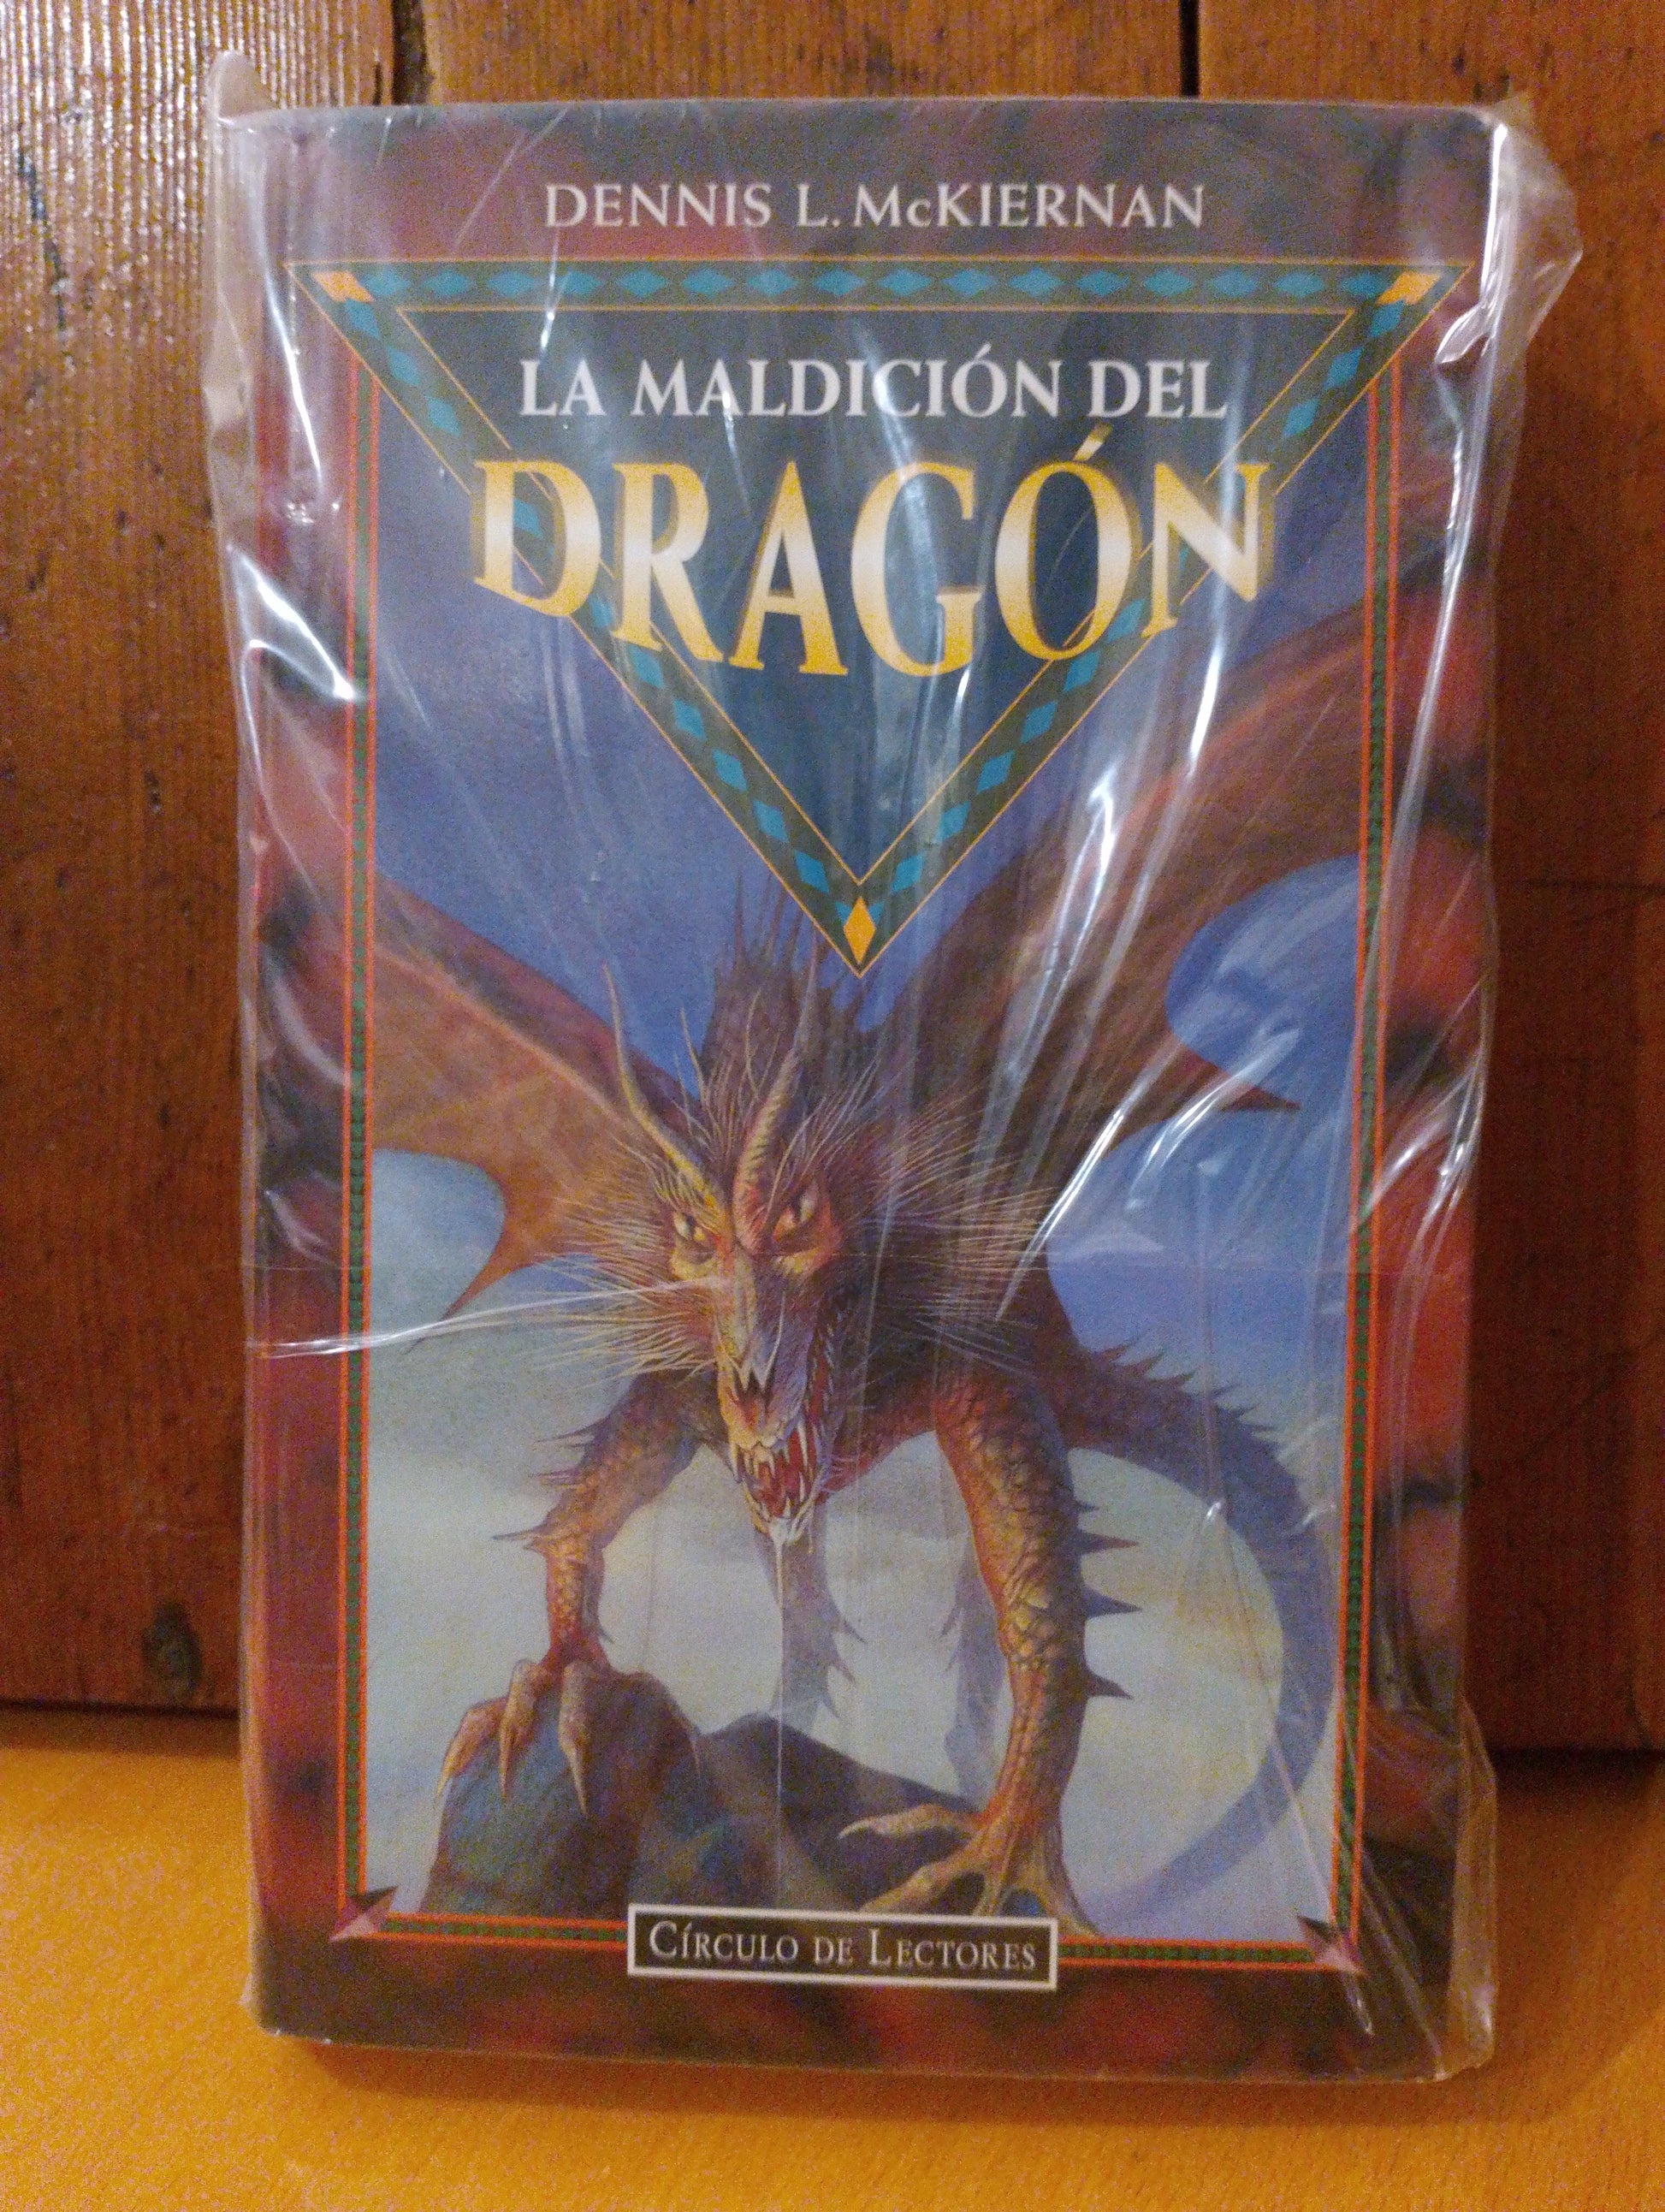 DENNIS L. McKIERNAN
LA MALDICIÓN DEL
DRAGÓN
CÍRCULO DE LECTORES